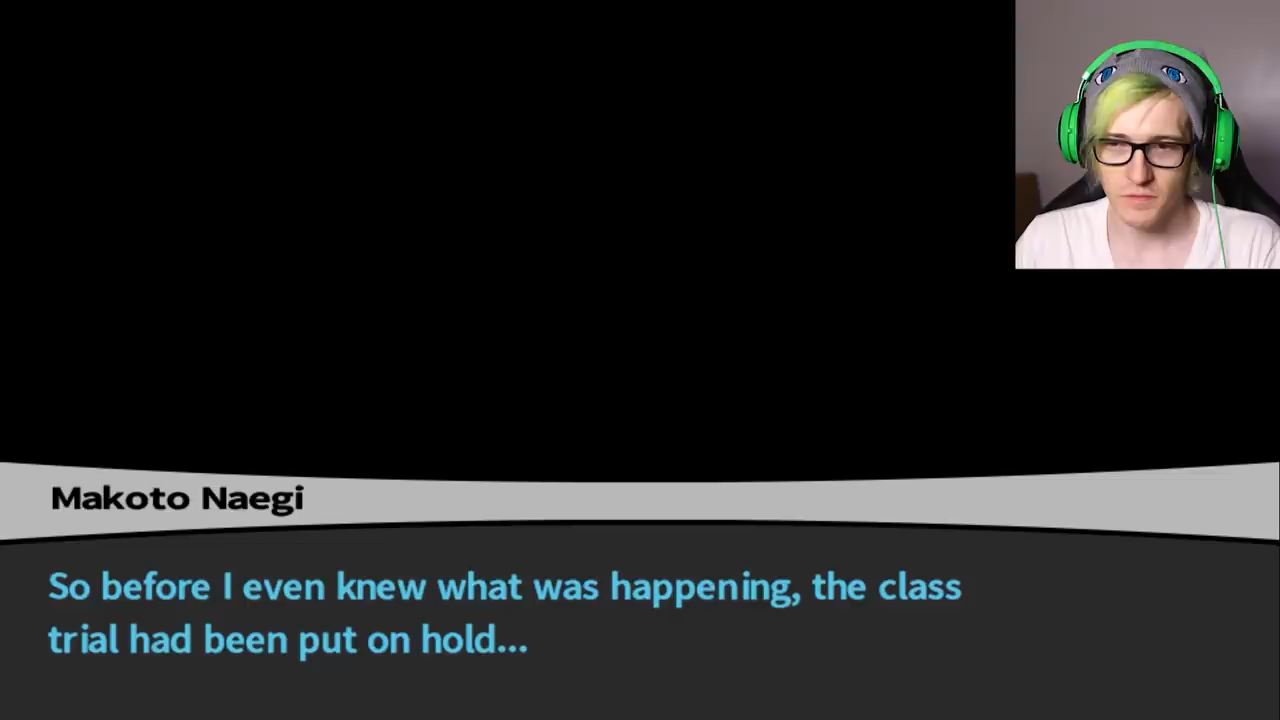 Makoto Naegi
So before I even knew what was happening, the class
trial had been put on hold...